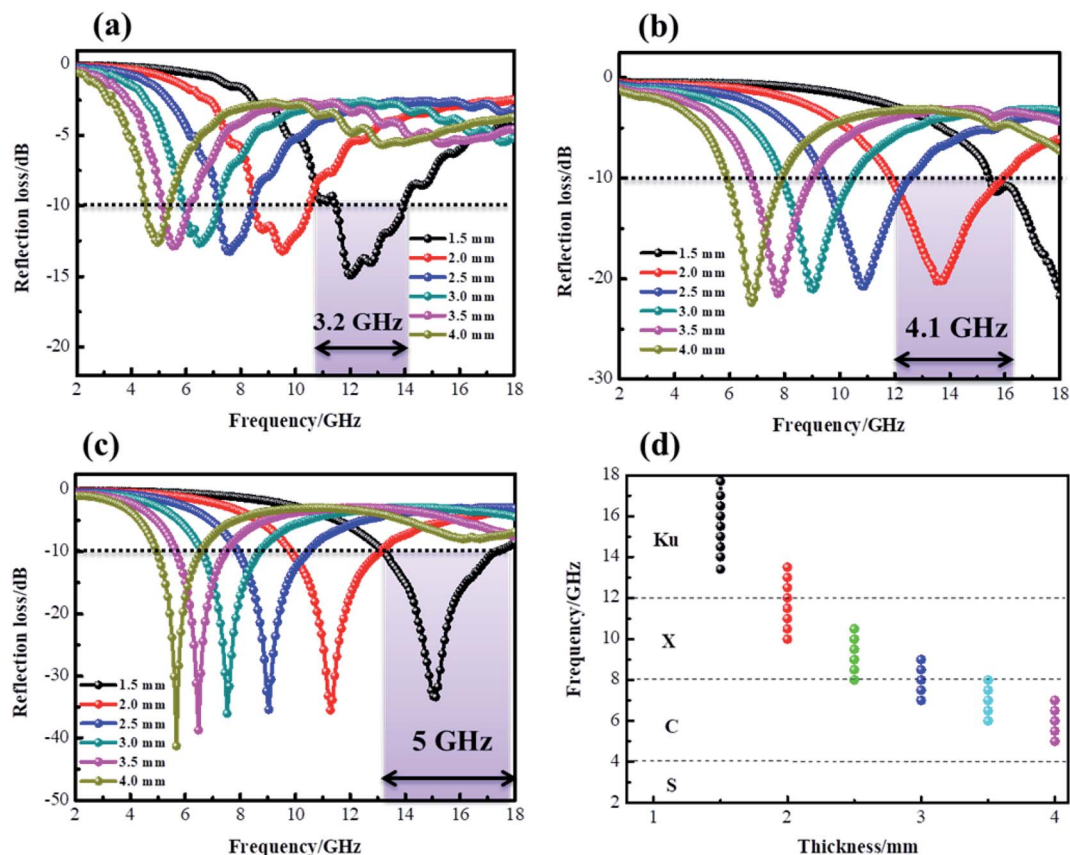 (a)
0
-5
-10
-15
-20
Reflection loss/dB
1.5 mm
2.0 mm
2.5 mm
3.0 mm
3.5 mm
4.0 mm
3.2 GHz
2 4 6 8 10 12 14 16 18
Frequency/GHz
(b)
0
-10
-20
-30
Reflection loss/dB
1.5 mm
2.0 mm
2.5 mm
3.0 mm
3.5 mm
4.0 mm
4.1 GHz
2 4 6 8 10 12 14 16 18
Frequency/GHz
(c)
0
-10
-20
-30
-40
-50
Reflection loss/dB
1.5 mm
2.0 mm
2.5 mm
3.0 mm
3.5 mm
4.0 mm
5 GHz
2 4 6 8 10 12 14 16 18
Frequency/GHz
(d)
18
16
14
12
10
8
6
4
2
Frequency/GHz
Ku
X
C
S
1 2 3 4
Thickness/mm